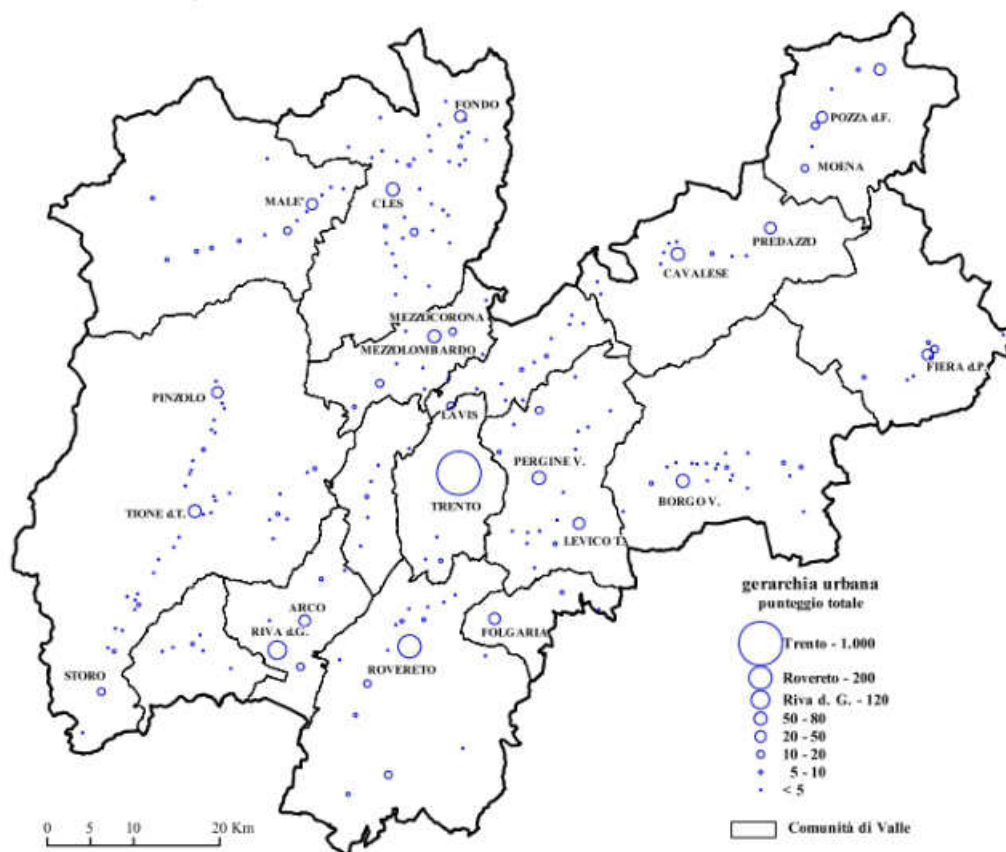 FONDO
POZZA d.F.
MOENA
MALE'
CLES
PREDAZZO
CAVALESE
MEZZOCORONA
MEZZOLOMBARDO
FIERA d.P.
PINZOLO
LAVIS
PERGINE V.
TRENTO
BORGO V.
TIONE d.T.
LEVICO T.
ARCO
RIVA d.G.
FOLGARIA
ROVERETO
STORO
gerarchia urbana
punteggio totale
Trento - 1.000
Rovereto - 200
Riva d. G. - 120
50 - 80
20 - 50
10 - 20
5 - 10
< 5
Comunità di Valle
0 5 10 20 Km